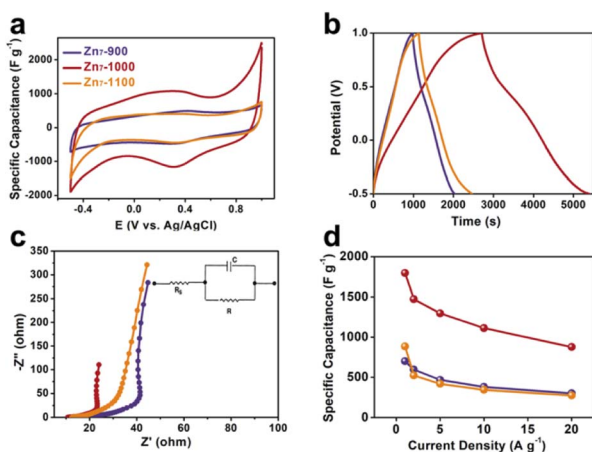 a
Zn₇-900
Zn₇-1000
Zn₇-1100
2000
1000
0
-1000
-2000
Specific Capacitance (F g⁻¹)
-0.4
0.0
0.4
0.8
E (V vs. Ag/AgCl)
b
1.0
0.5
0.0
-0.5
Potential (V)
0
1000
2000
3000
4000
5000
Time (s)
c
350
300
250
200
150
100
50
0
-Z'' (ohm)
Rs
C
R
20
40
60
80
100
Z' (ohm)
d
2000
1500
1000
500
0
Specific Capacitance (F g⁻¹)
0
5
10
15
20
Current Density (A g⁻¹)